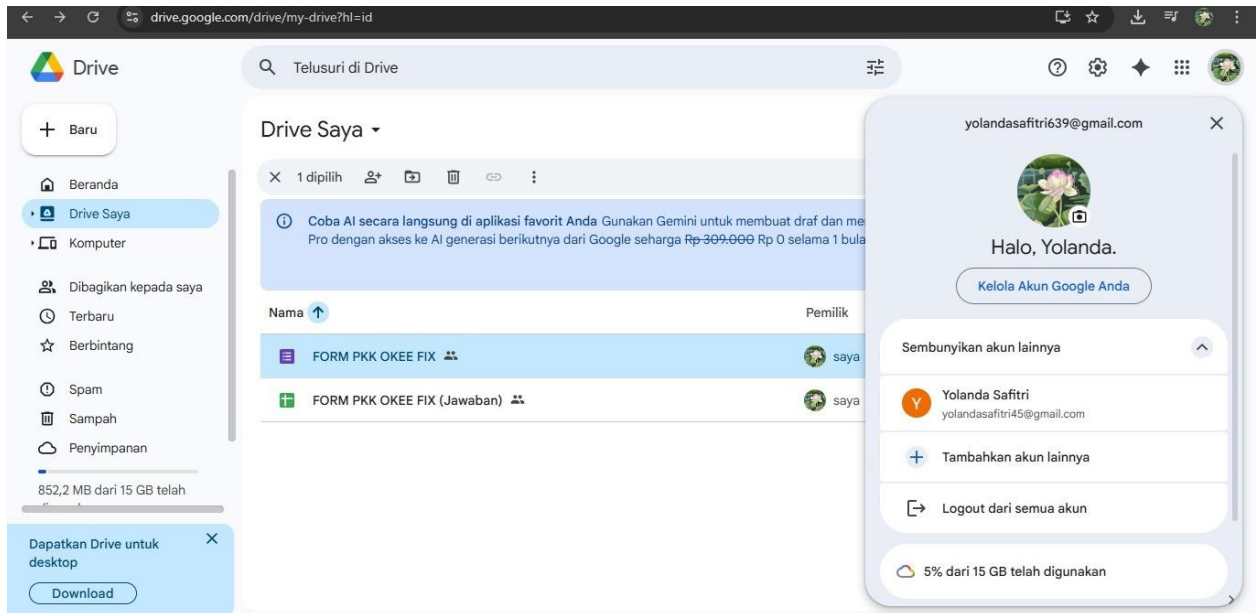 drive.google.com/drive/my-drive?hl=id
Drive
Telusuri di Drive
Baru
Beranda
Drive Saya
Komputer
Dibagikan kepada saya
Terbaru
Berbintang
Spam
Sampah
Penyimpanan
852,2 MB dari 15 GB telah
Dapatkan Drive untuk
desktop
Download
Drive Saya
1 dipilih
Coba AI secara langsung di aplikasi favorit Anda Gunakan Gemini untuk membuat draf dan me
Pro dengan akses ke AI generasi berikutnya dari Google seharga Rp 309.000 Rp 0 selama 1 bula
Nama
Pemilik
FORM PKK OKEE FIX
saya
FORM PKK OKEE FIX (Jawaban)
saya
yolandasafitri639@gmail.com
Halo, Yolanda.
Kelola Akun Google Anda
Sembunyikan akun lainnya
Y
Yolanda Safitri
yolandasafitri45@gmail.com
Tambahkan akun lainnya
Logout dari semua akun
5% dari 15 GB telah digunakan